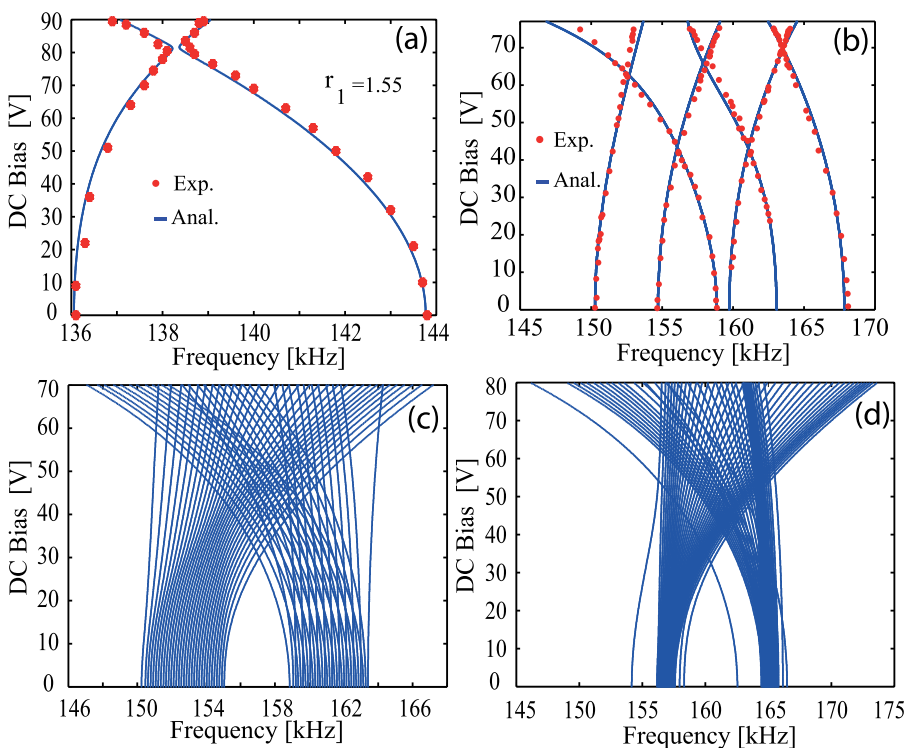 90
80
70
60
50
40
30
20
10
0
DC Bias [V]
(a)
r1 =1.55
Exp.
Anal.
136 137 138 140 142 144
Frequency [kHz]
70
60
50
40
30
20
10
0
DC Bias [V]
(b)
Exp.
Anal.
145 150 155 160 165 170
Frequency [kHz]
70
60
50
40
30
20
10
0
DC Bias [V]
(c)
146 150 154 158 162 166
Frequency [kHz]
80
70
60
50
40
30
20
10
0
DC Bias [V]
(d)
145 150 155 160 165 170 175
Frequency [kHz]